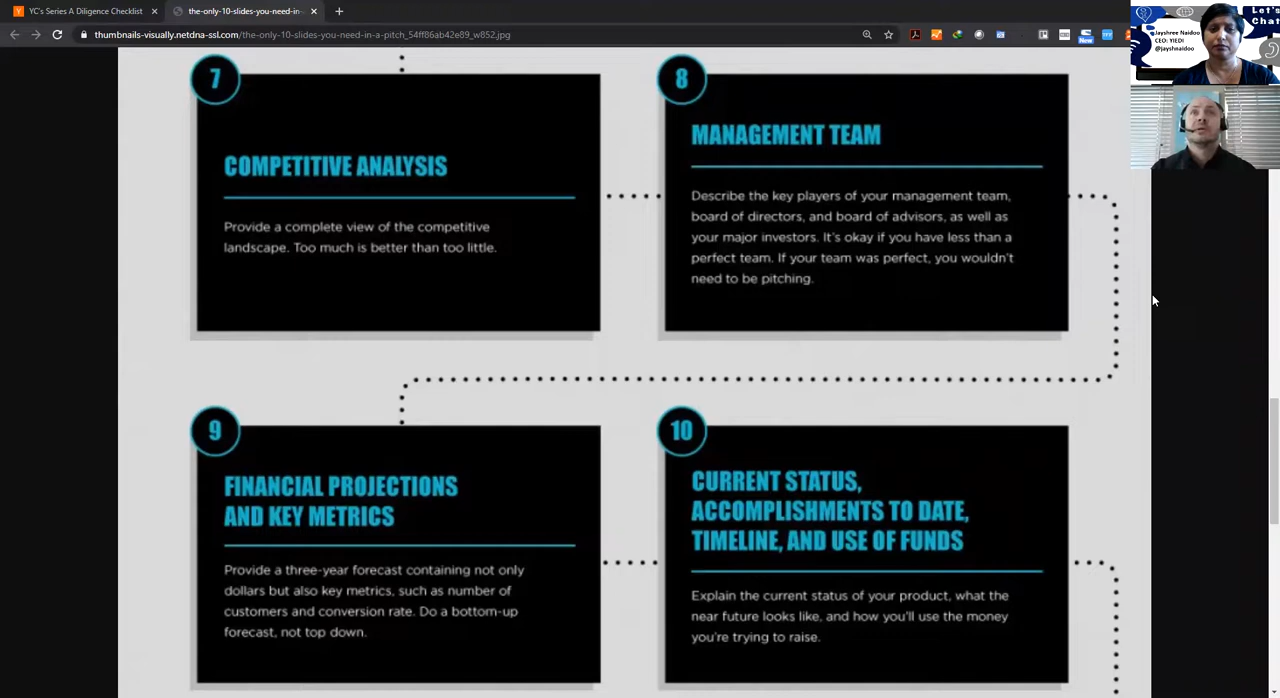 YC's Series A Diligence Checklist
the-only-10-slides-you-need-in-
thumbnails-visually.netdna-ssl.com/the-only-10-slides-you-need-in-a-pitch_54ff86ab42e89_w852.jpg
New
Let's
Chat
Jayshree Naidoo
CEO: YIEDI
@jayshnaidoo
7
COMPETITIVE ANALYSIS
Provide a complete view of the competitive
landscape. Too much is better than too little.
8
MANAGEMENT TEAM
Describe the key players of your management team,
board of directors, and board of advisors, as well as
your major investors. It's okay if you have less than a
perfect team. If your team was perfect, you wouldn't
need to be pitching.
9
FINANCIAL PROJECTIONS
AND KEY METRICS
Provide a three-year forecast containing not only
dollars but also key metrics, such as number of
customers and conversion rate. Do a bottom-up
forecast, not top down.
10
CURRENT STATUS,
ACCOMPLISHMENTS TO DATE,
TIMELINE, AND USE OF FUNDS
Explain the current status of your product, what the
near future looks like, and how you'll use the money
you're trying to raise.